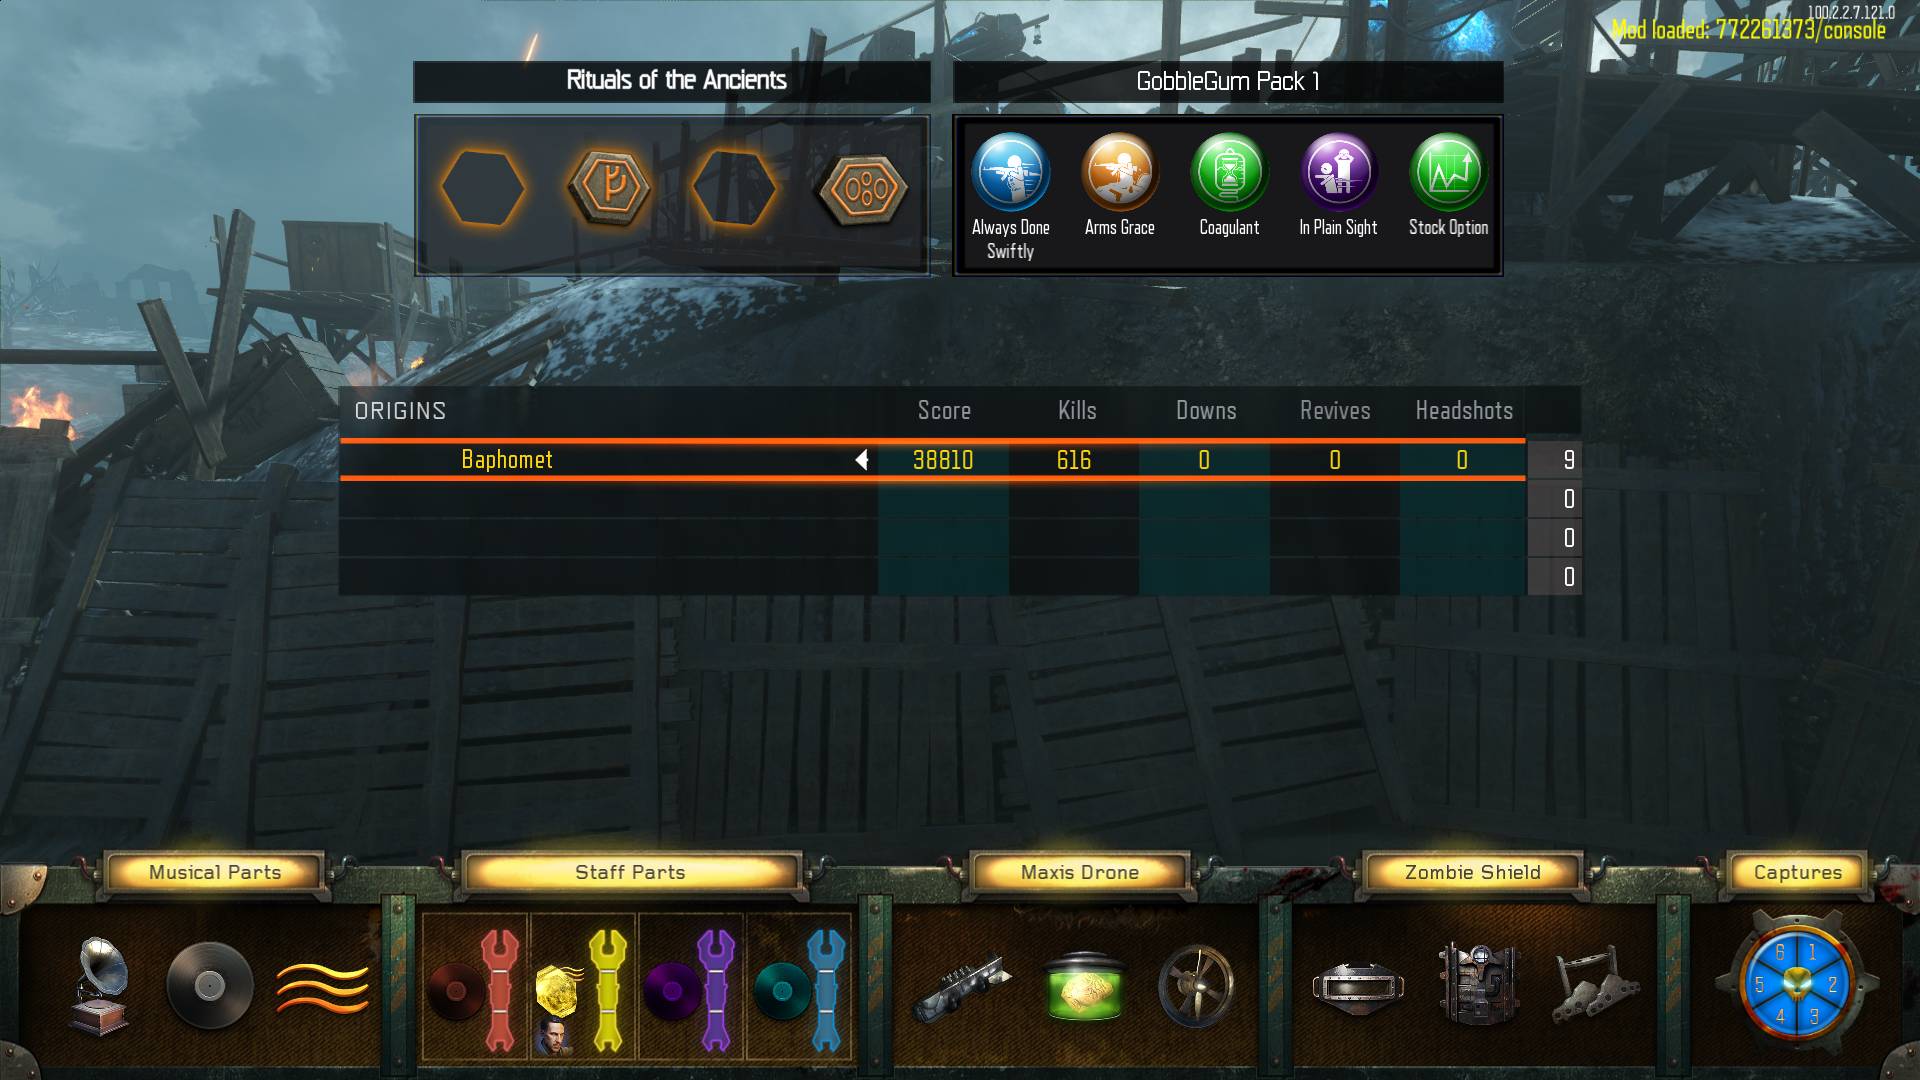 100.2.2.7.121.0
Mod loaded: 772261373/console
Rituals of the Ancients
GobbleGum Pack 1
Always Done Swiftly
Arms Grace
Coagulant
In Plain Sight
Stock Option
ORIGINS Score Kills Downs Revives Headshots
Baphomet 38810 616 0 0 0 9
0
0
0
Musical Parts
Staff Parts
Maxis Drone
Zombie Shield
Captures
6 1
5 2
4 3